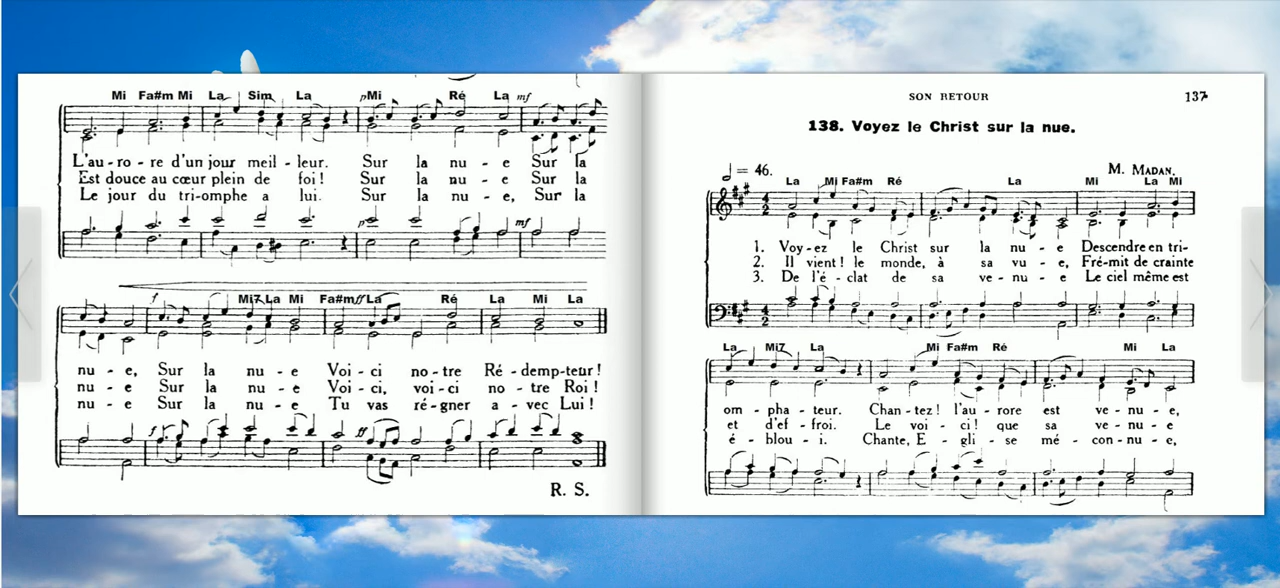 Mi Fa#m Mi La Sim La pMi Ré La mf
L'au - ro - re d'un jour meil - leur. Sur la nu - e Sur la
Est douce au cœur plein de foi ! Sur la nu - e Sur la
Le jour du tri-omphe a lui. Sur la nu - e, Sur la
p mf
f Mi7 La Mi Fa#m ff La Ré La Mi La
nu - e, Sur la nu - e Voi - ci no - tre Ré - demp-teur !
nu - e Sur la nu - e Voi - ci, voi - ci no - tre Roi !
nu - e Sur la nu - e Tu vas ré - gner a - vec Lui !
f ff
R. S.
SON RETOUR 137
138. Voyez le Christ sur la nue.
= 46. M. MADAN.
La Mi Fa#m Ré La Mi La Mi
4 2
1. Voy - ez le Christ sur la nu - e Descendre en tri-
2. Il vient ! le monde, à sa vu - e, Fré-mit de crainte
3. De l'é - clat de sa ve - nu - e Le ciel même est
4 2
La Mi7 La Mi Fa#m Ré Mi La
om - pha - teur. Chan - tez ! l'au - rore est ve - nu - e,
et d'ef - froi. Le voi - ci ! que sa ve - nu - e
é - blou - i. Chante, E - gli - se mé - con - nu - e,